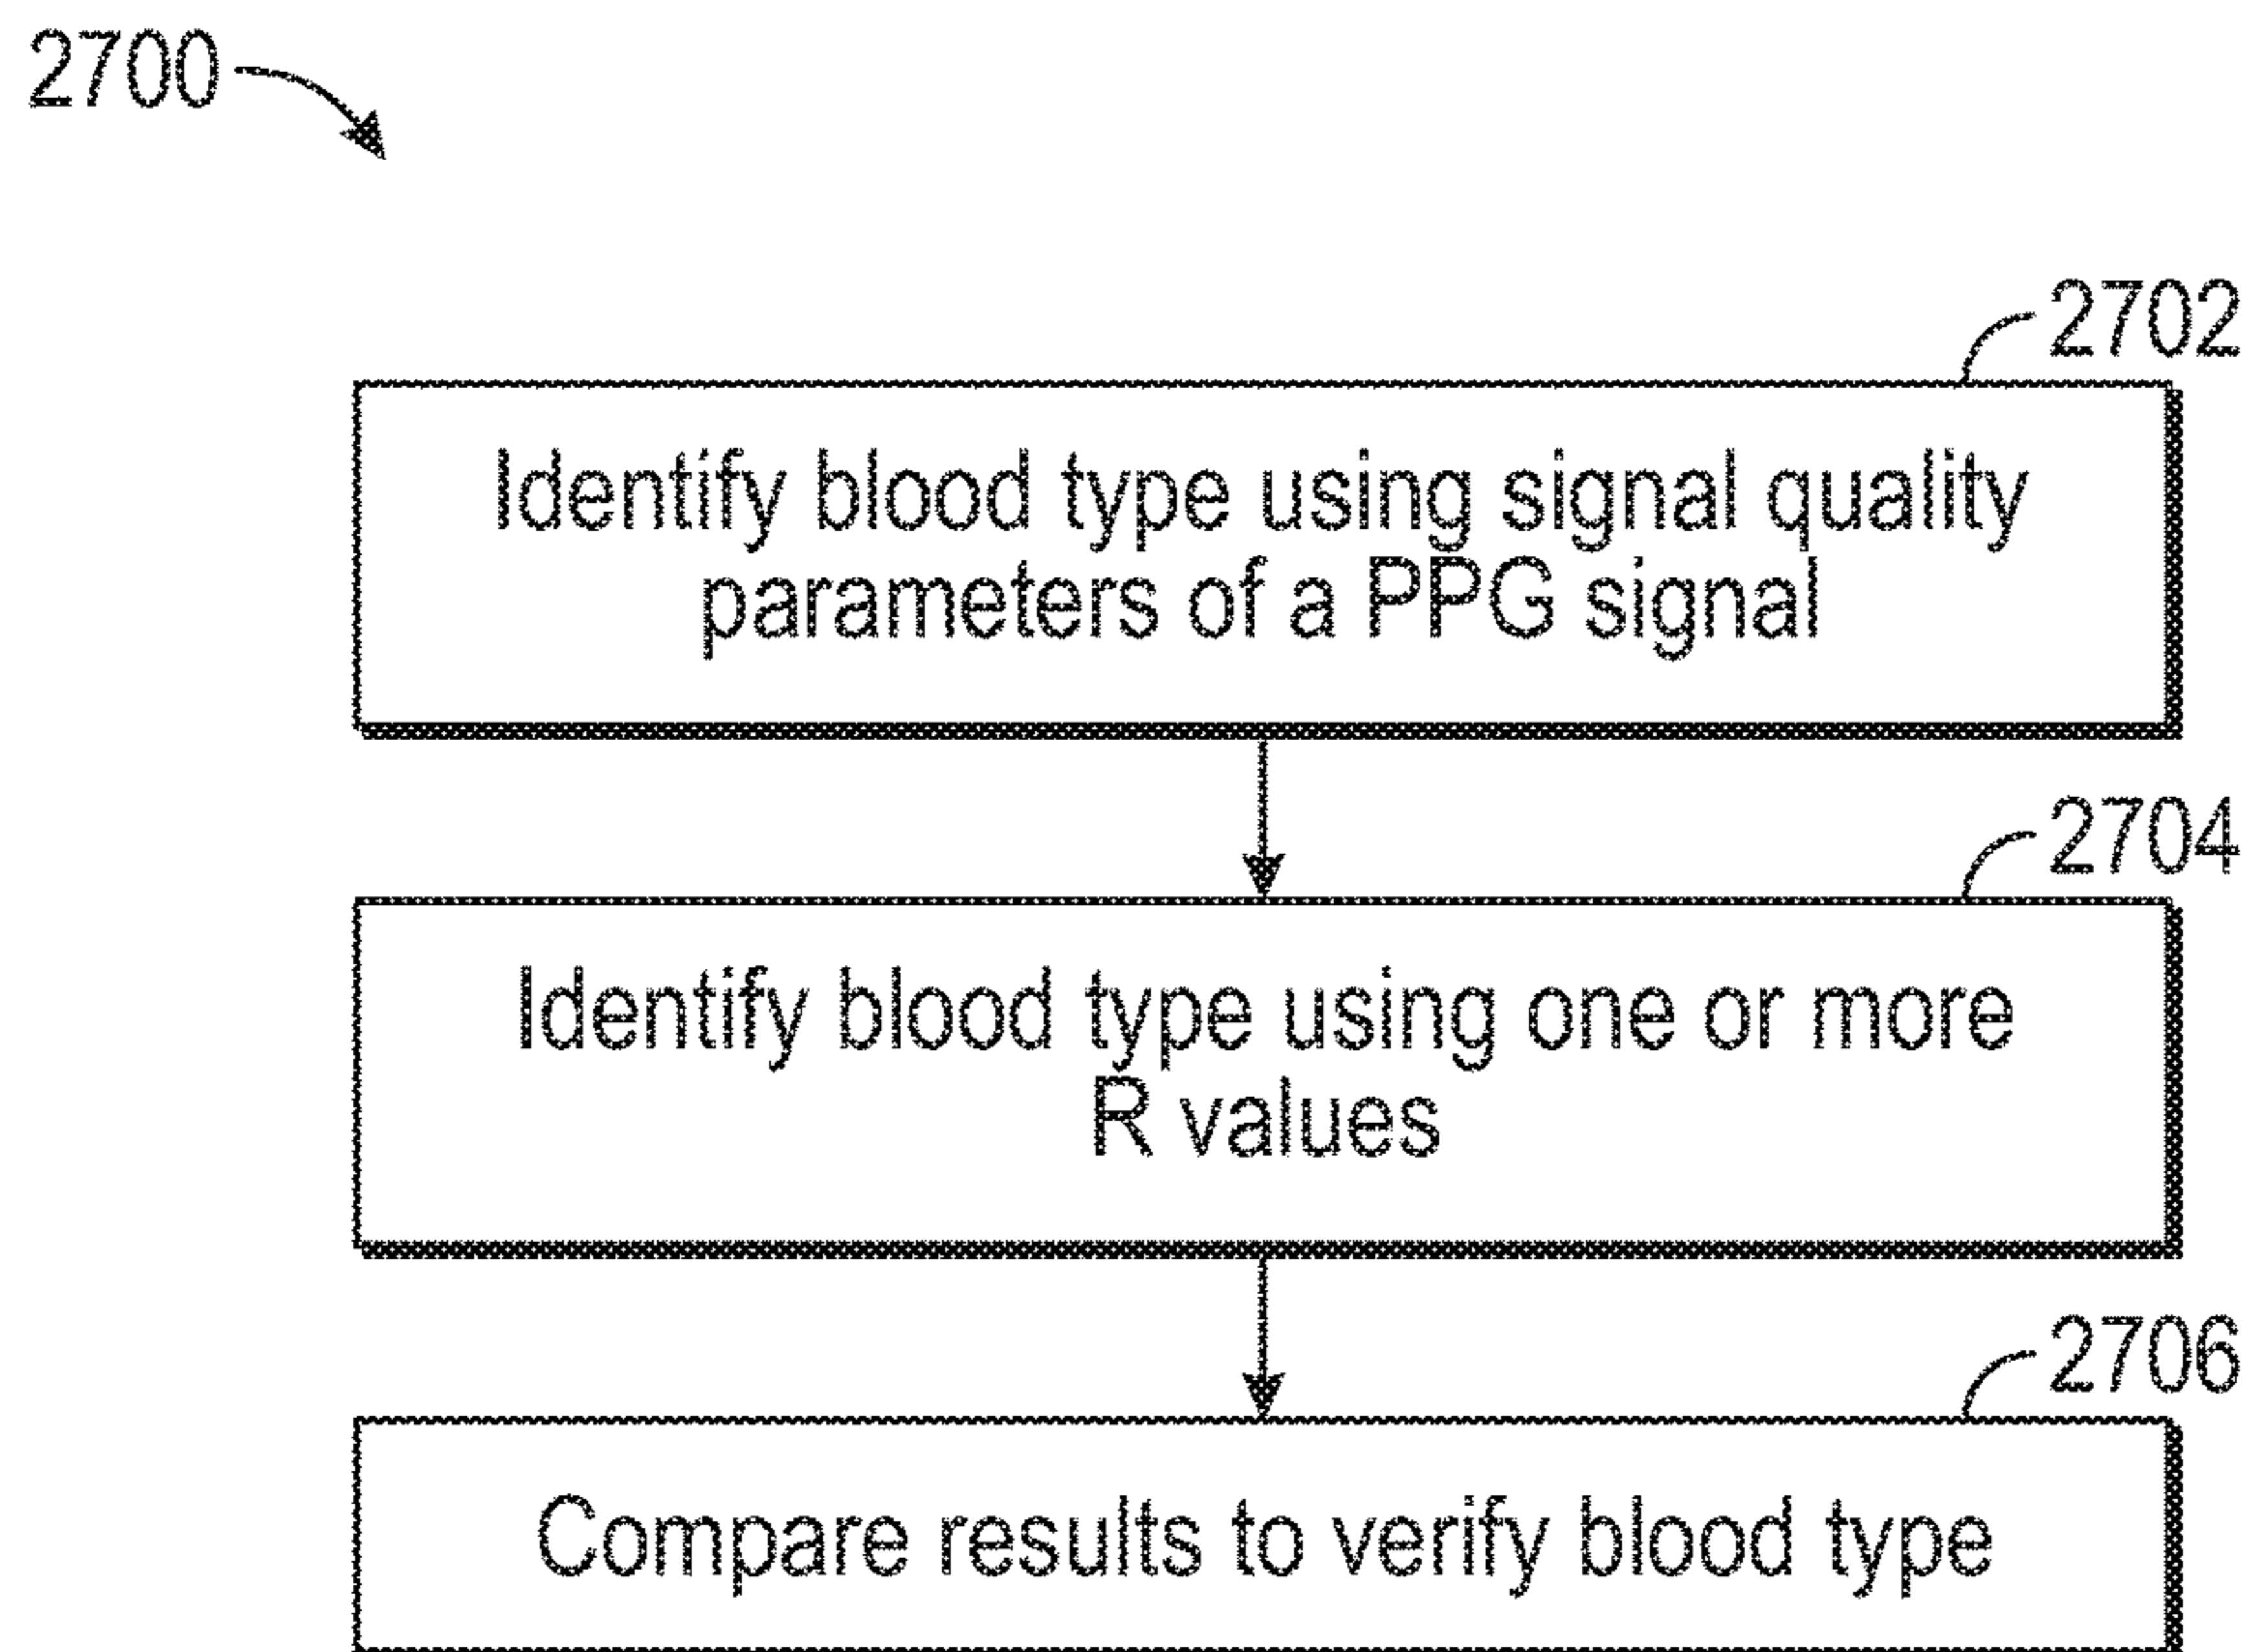 2700
2702
Identify blood type using signal quality
parameters of a PPG signal
2704
Identify blood type using one or more
R values
2706
Compare results to verify blood type